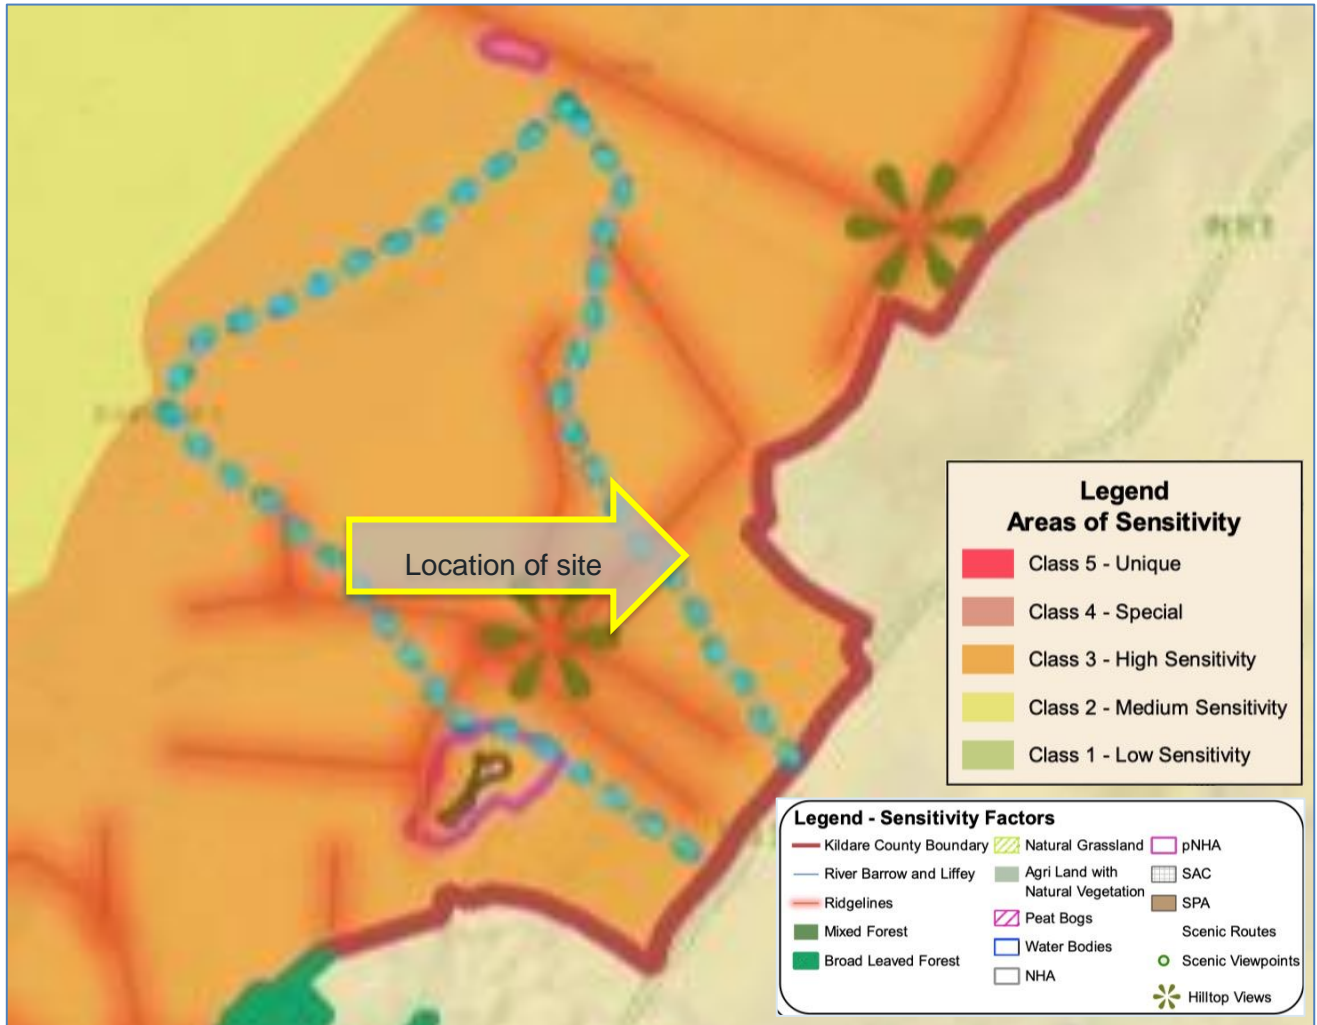 Location of site
Legend
Areas of Sensitivity
Class 5 - Unique
Class 4 - Special
Class 3 - High Sensitivity
Class 2 - Medium Sensitivity
Class 1 - Low Sensitivity
Legend - Sensitivity Factors
Kildare County Boundary
River Barrow and Liffey
Ridgelines
Mixed Forest
Broad Leaved Forest
Natural Grassland
Agri Land with
Natural Vegetation
Peat Bogs
Water Bodies
NHA
pNHA
SAC
SPA
Scenic Routes
Scenic Viewpoints
Hilltop Views